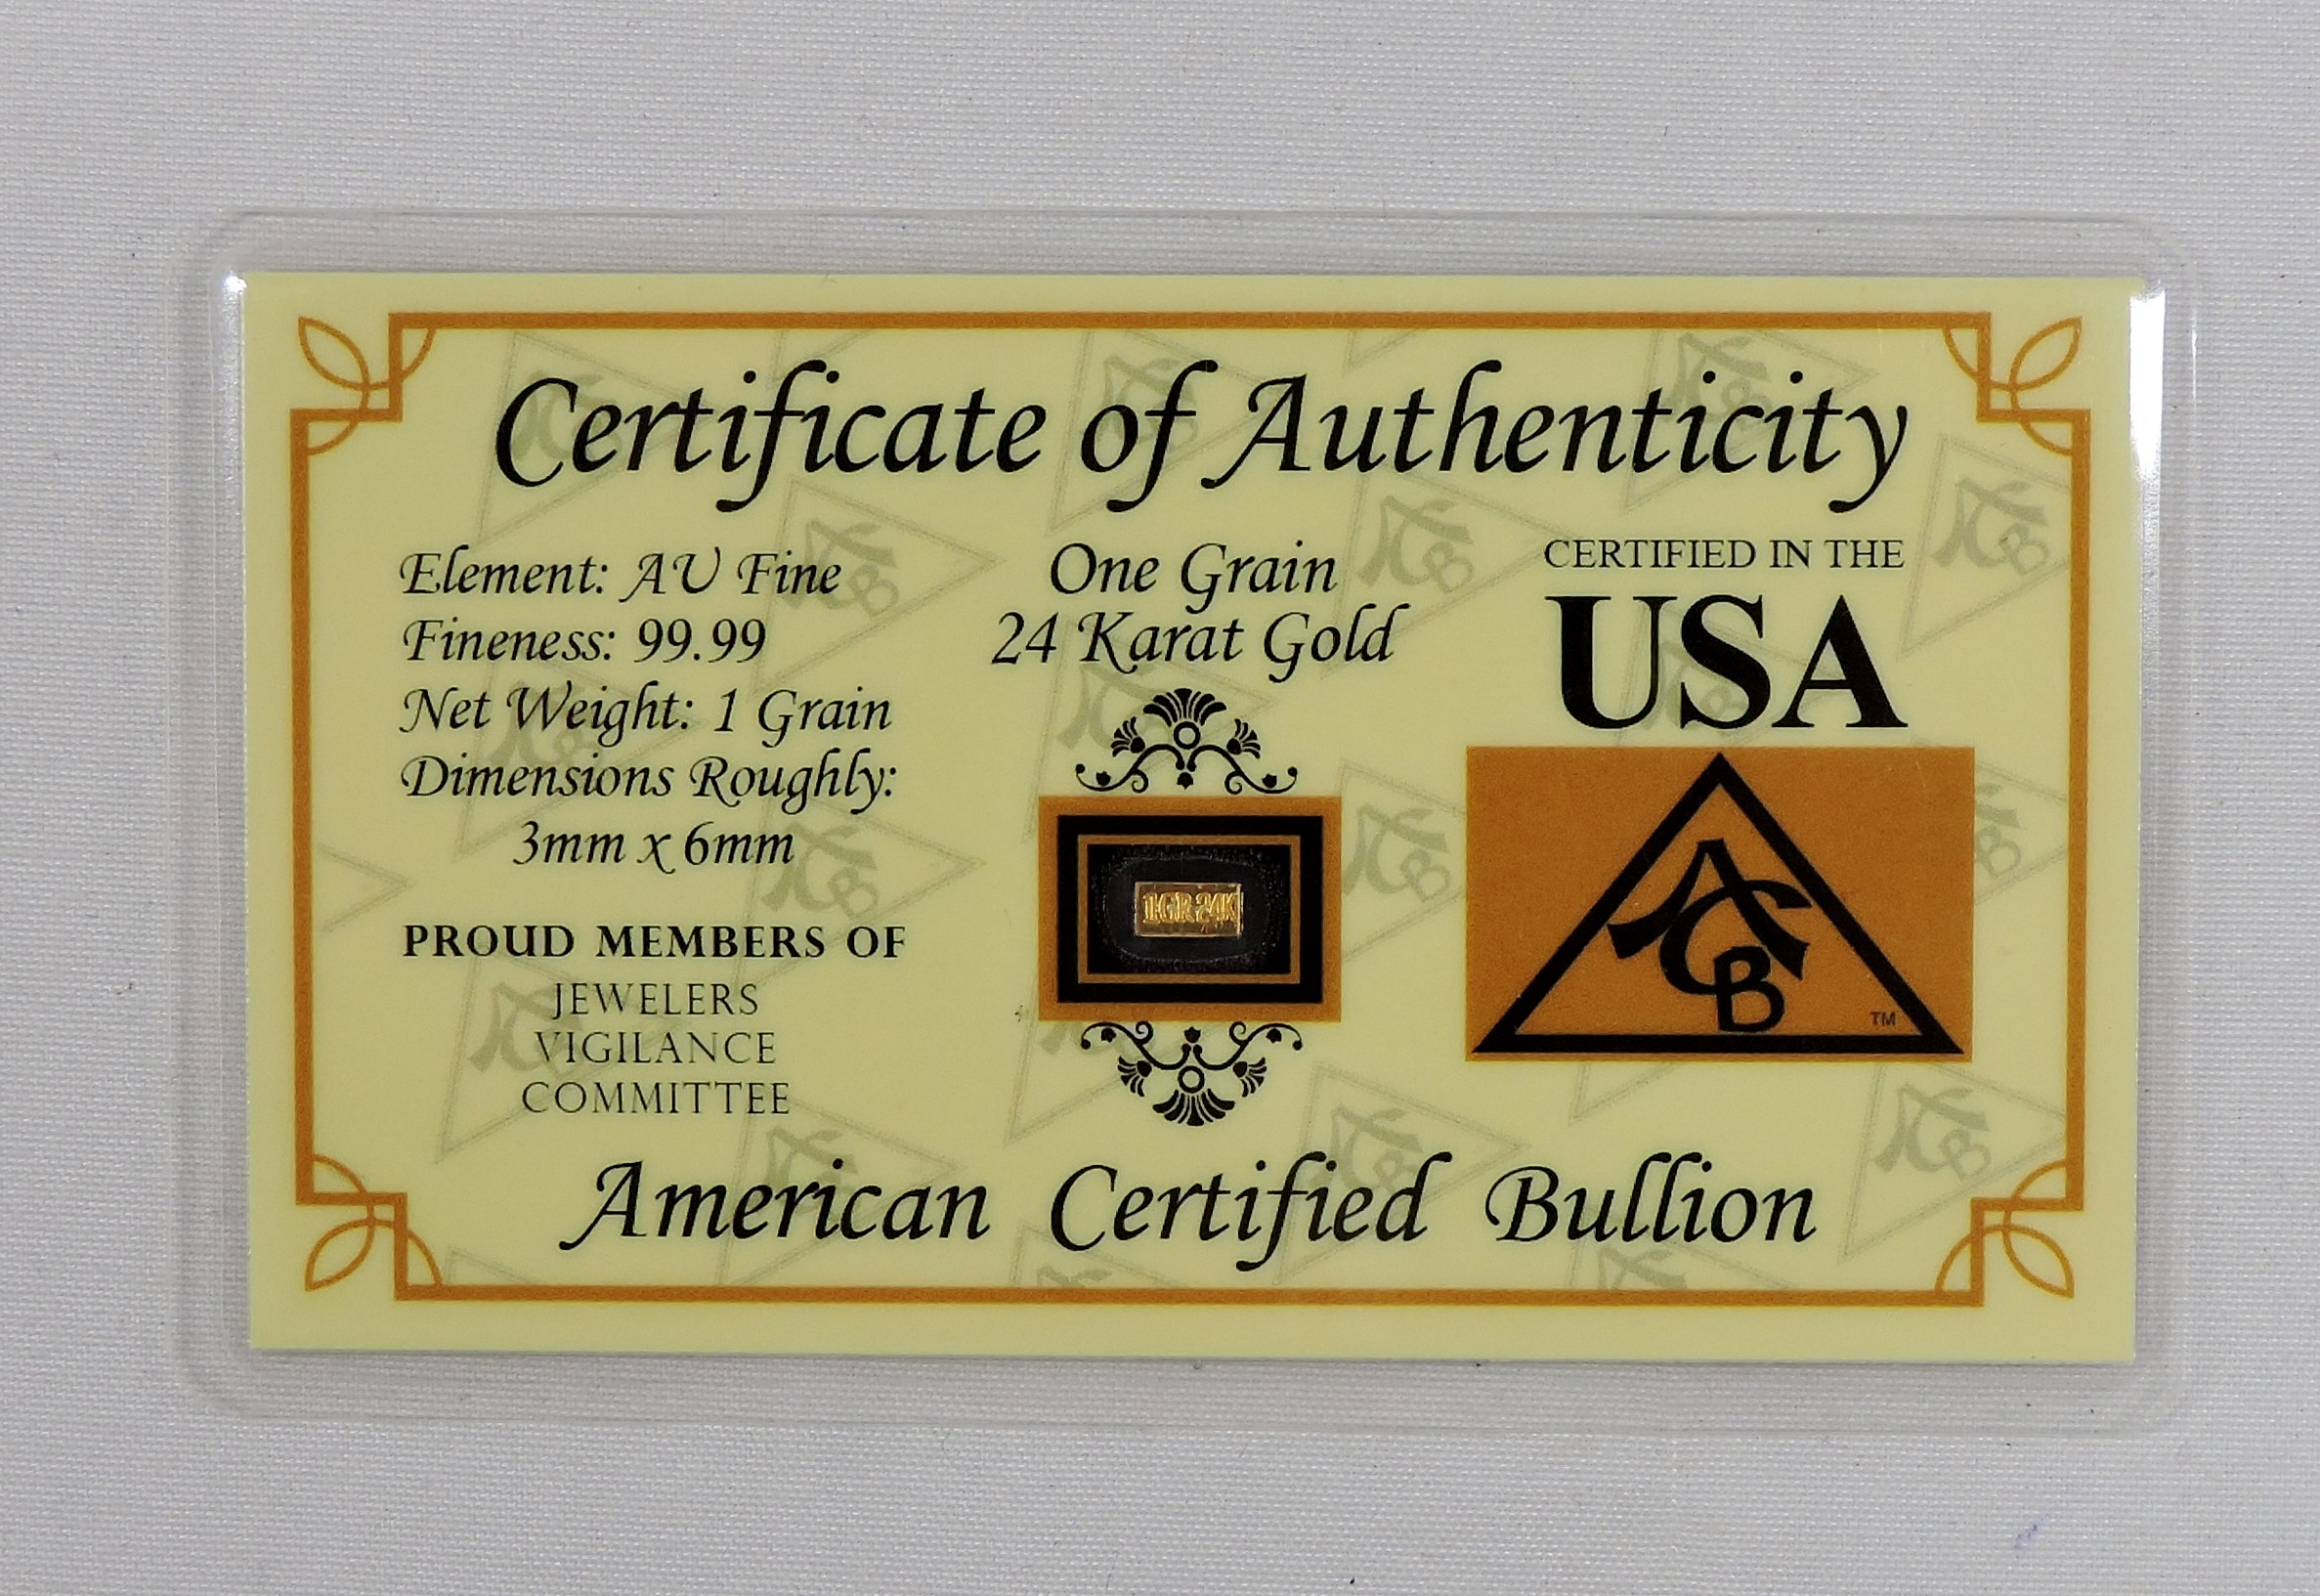 Certificate of Authenticity
Element: AU Fine
Fineness: 99.99
Net Weight: 1 Grain
Dimensions Roughly:
3mm x 6mm
PROUD MEMBERS OF
JEWELERS
VIGILANCE
COMMITTEE
One Grain
24 Karat Gold
1GR 24K
CERTIFIED IN THE
USA
ACB
TM
American Certified Bullion